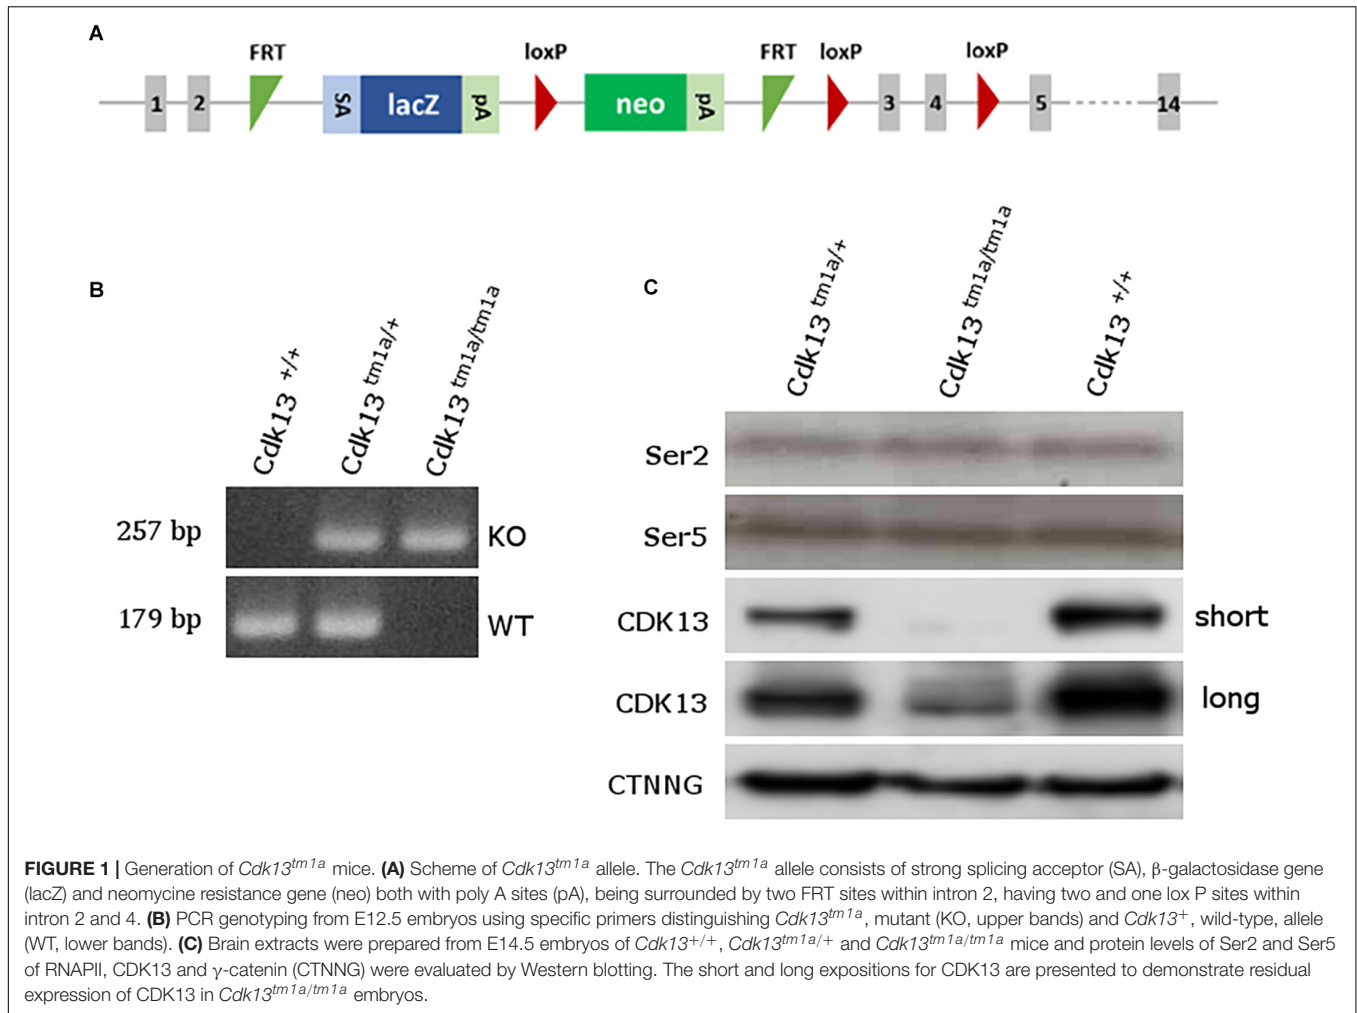 A
FRT loxP FRT loxP loxP
1 2 SA lacZ pA neo pA 3 4 5 14
B
Cdk13 +/+ Cdk13 tm1a/+ Cdk13 tm1a/tm1a
257 bp KO
179 bp WT
C
Cdk13 tm1a/+ Cdk13 tm1a/tm1a Cdk13 +/+
Ser2
Ser5
CDK13 short
CDK13 long
CTNNG
FIGURE 1 | Generation of Cdk13tm1a mice. (A) Scheme of Cdk13tm1a allele. The Cdk13tm1a allele consists of strong splicing acceptor (SA), β-galactosidase gene
(lacZ) and neomycine resistance gene (neo) both with poly A sites (pA), being surrounded by two FRT sites within intron 2, having two and one lox P sites within
intron 2 and 4. (B) PCR genotyping from E12.5 embryos using specific primers distinguishing Cdk13tm1a, mutant (KO, upper bands) and Cdk13+, wild-type, allele
(WT, lower bands). (C) Brain extracts were prepared from E14.5 embryos of Cdk13+/+, Cdk13tm1a/+ and Cdk13tm1a/tm1a mice and protein levels of Ser2 and Ser5
of RNAPII, CDK13 and γ-catenin (CTNNG) were evaluated by Western blotting. The short and long expositions for CDK13 are presented to demonstrate residual
expression of CDK13 in Cdk13tm1a/tm1a embryos.